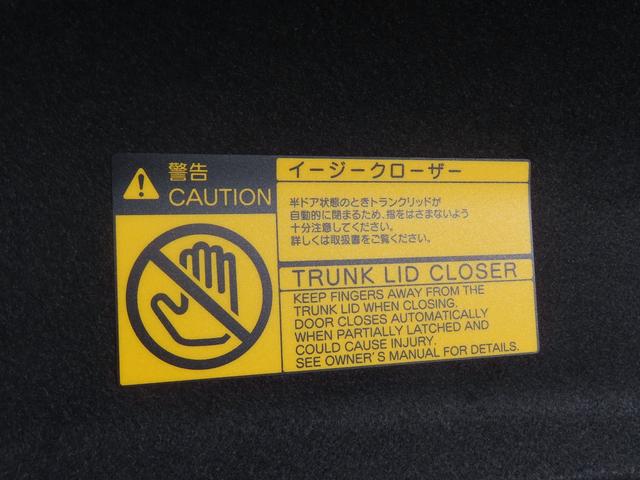 警告
CAUTION
イージークローザー
半ドア状態のときトランクリッドが
自動的に閉まるため、指をはさまないよう
十分注意してください。
詳しくは取扱書をご覧ください。
TRUNK LID CLOSER
KEEP FINGERS AWAY FROM THE
TRUNK LID WHEN CLOSING.
DOOR CLOSES AUTOMATICALLY
WHEN PARTIALLY LATCHED AND
COULD CAUSE INJURY.
SEE OWNER'S MANUAL FOR DETAILS.